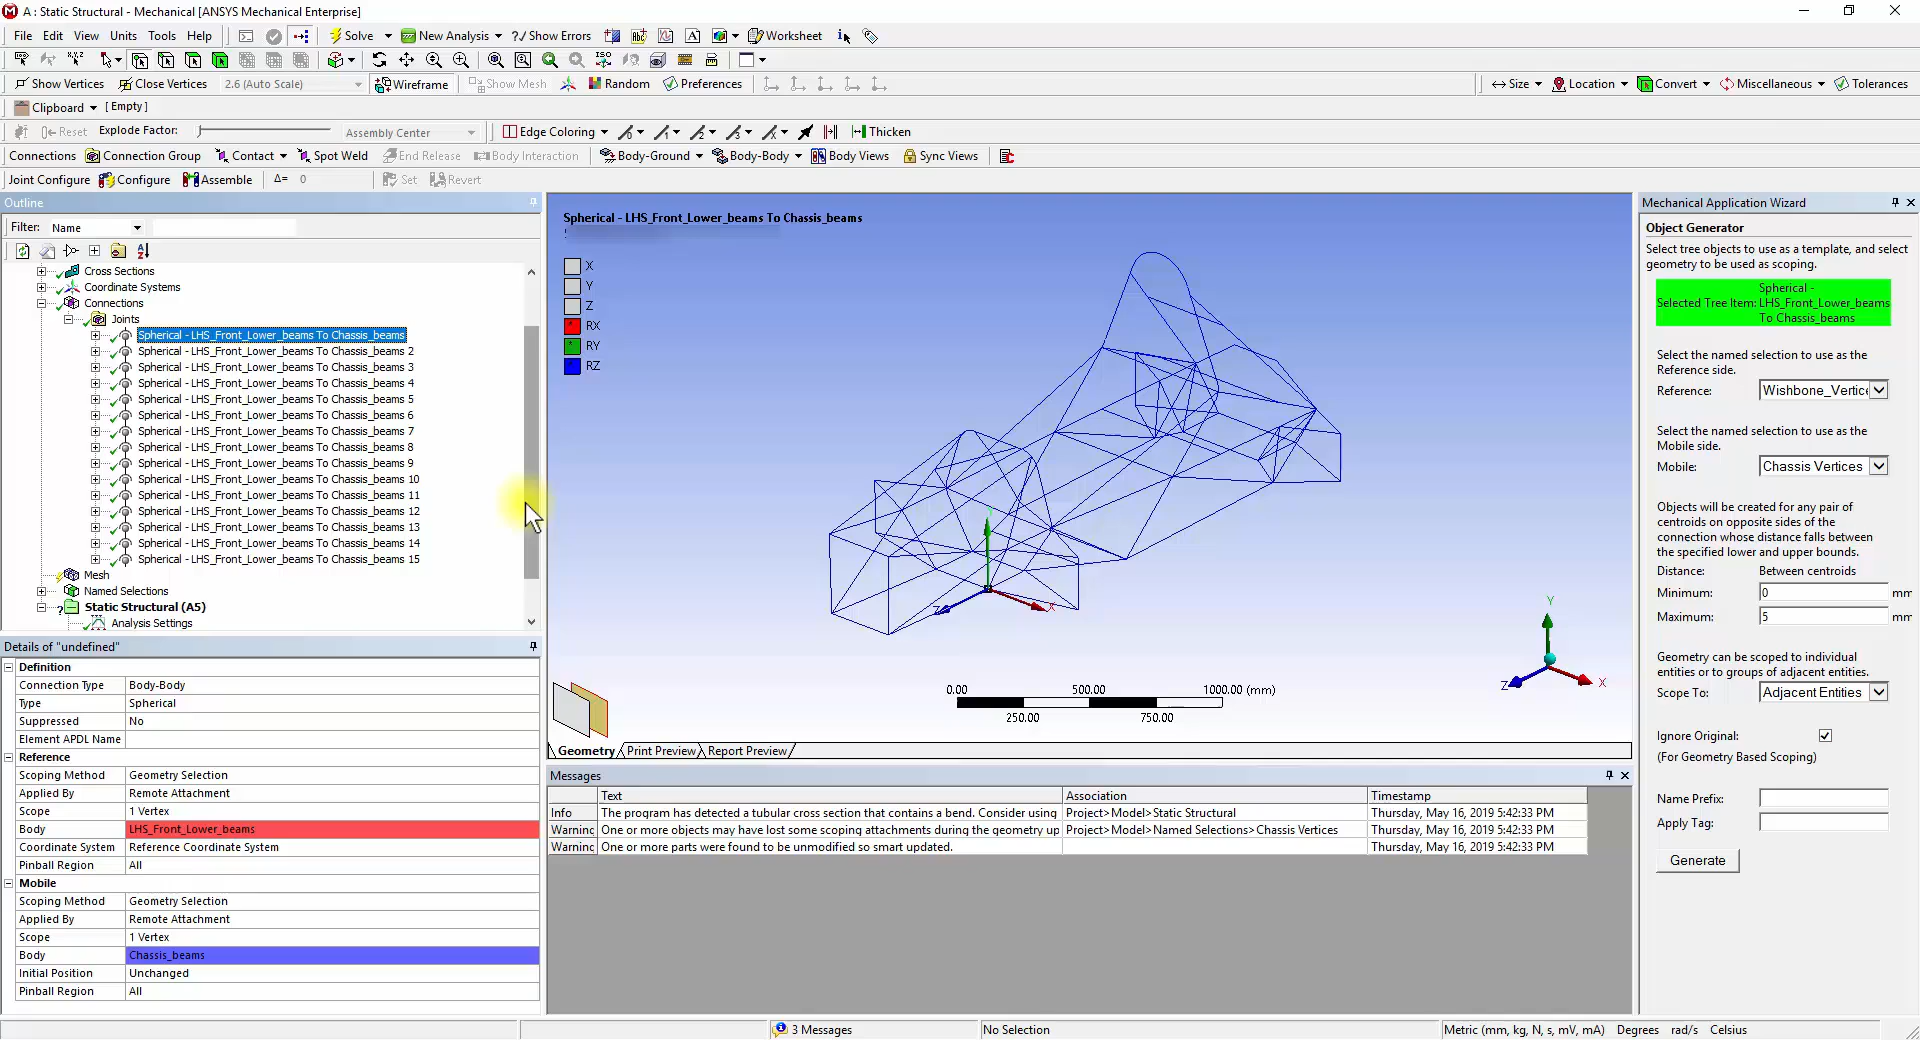 A : Static Structural - Mechanical [ANSYS Mechanical Enterprise]
File Edit View Units Tools Help Solve New Analysis ?/Show Errors Worksheet
Show Vertices Close Vertices 2.6 (Auto Scale) Wireframe Show Mesh Random Preferences Size Location Convert Miscellaneous Tolerances
Clipboard [ Empty ]
Reset Explode Factor: Assembly Center Edge Coloring Thicken
Connections Connection Group Contact Spot Weld End Release Body Interaction Body-Ground Body-Body Body Views Sync Views
Joint Configure Configure Assemble Δ= 0 Set Revert
Outline
Filter: Name
Cross Sections
Coordinate Systems
Connections
Joints
Spherical - LHS_Front_Lower_beams To Chassis_beams
Spherical - LHS_Front_Lower_beams To Chassis_beams 2
Spherical - LHS_Front_Lower_beams To Chassis_beams 3
Spherical - LHS_Front_Lower_beams To Chassis_beams 4
Spherical - LHS_Front_Lower_beams To Chassis_beams 5
Spherical - LHS_Front_Lower_beams To Chassis_beams 6
Spherical - LHS_Front_Lower_beams To Chassis_beams 7
Spherical - LHS_Front_Lower_beams To Chassis_beams 8
Spherical - LHS_Front_Lower_beams To Chassis_beams 9
Spherical - LHS_Front_Lower_beams To Chassis_beams 10
Spherical - LHS_Front_Lower_beams To Chassis_beams 11
Spherical - LHS_Front_Lower_beams To Chassis_beams 12
Spherical - LHS_Front_Lower_beams To Chassis_beams 13
Spherical - LHS_Front_Lower_beams To Chassis_beams 14
Spherical - LHS_Front_Lower_beams To Chassis_beams 15
Mesh
Named Selections
Static Structural (A5)
Analysis Settings
Details of "undefined"
Definition
Connection Type Body-Body
Type Spherical
Suppressed No
Element APDL Name
Reference
Scoping Method Geometry Selection
Applied By Remote Attachment
Scope 1 Vertex
Body LHS_Front_Lower_beams
Coordinate System Reference Coordinate System
Pinball Region All
Mobile
Scoping Method Geometry Selection
Applied By Remote Attachment
Scope 1 Vertex
Body Chassis_beams
Initial Position Unchanged
Pinball Region All
Spherical - LHS_Front_Lower_beams To Chassis_beams
X
Y
Z
RX
RY
RZ
Y
Z X
Z X
0.00 500.00 1000.00 (mm)
250.00 750.00
Geometry Print Preview Report Preview
Messages
Text Association Timestamp
Info The program has detected a tubular cross section that contains a bend. Consider using Project>Model>Static Structural Thursday, May 16, 2019 5:42:33 PM
Warninc One or more objects may have lost some scoping attachments during the geometry up Project>Model>Named Selections>Chassis Vertices Thursday, May 16, 2019 5:42:33 PM
Warninc One or more parts were found to be unmodified so smart updated. Thursday, May 16, 2019 5:42:33 PM
Mechanical Application Wizard
Object Generator
Select tree objects to use as a template, and select
geometry to be used as scoping.
Spherical -
Selected Tree Item: LHS_Front_Lower_beams
To Chassis_beams
Select the named selection to use as the
Reference side.
Reference: Wishbone_Vertice
Select the named selection to use as the
Mobile side.
Mobile: Chassis Vertices
Objects will be created for any pair of
centroids on opposite sides of the
connection whose distance falls between
the specified lower and upper bounds.
Distance: Between centroids
Minimum: 0 mm
Maximum: 5 mm
Geometry can be scoped to individual
entities or to groups of adjacent entities.
Scope To: Adjacent Entities
Ignore Original:
(For Geometry Based Scoping)
Name Prefix:
Apply Tag:
Generate
3 Messages No Selection Metric (mm, kg, N, s, mV, mA) Degrees rad/s Celsius